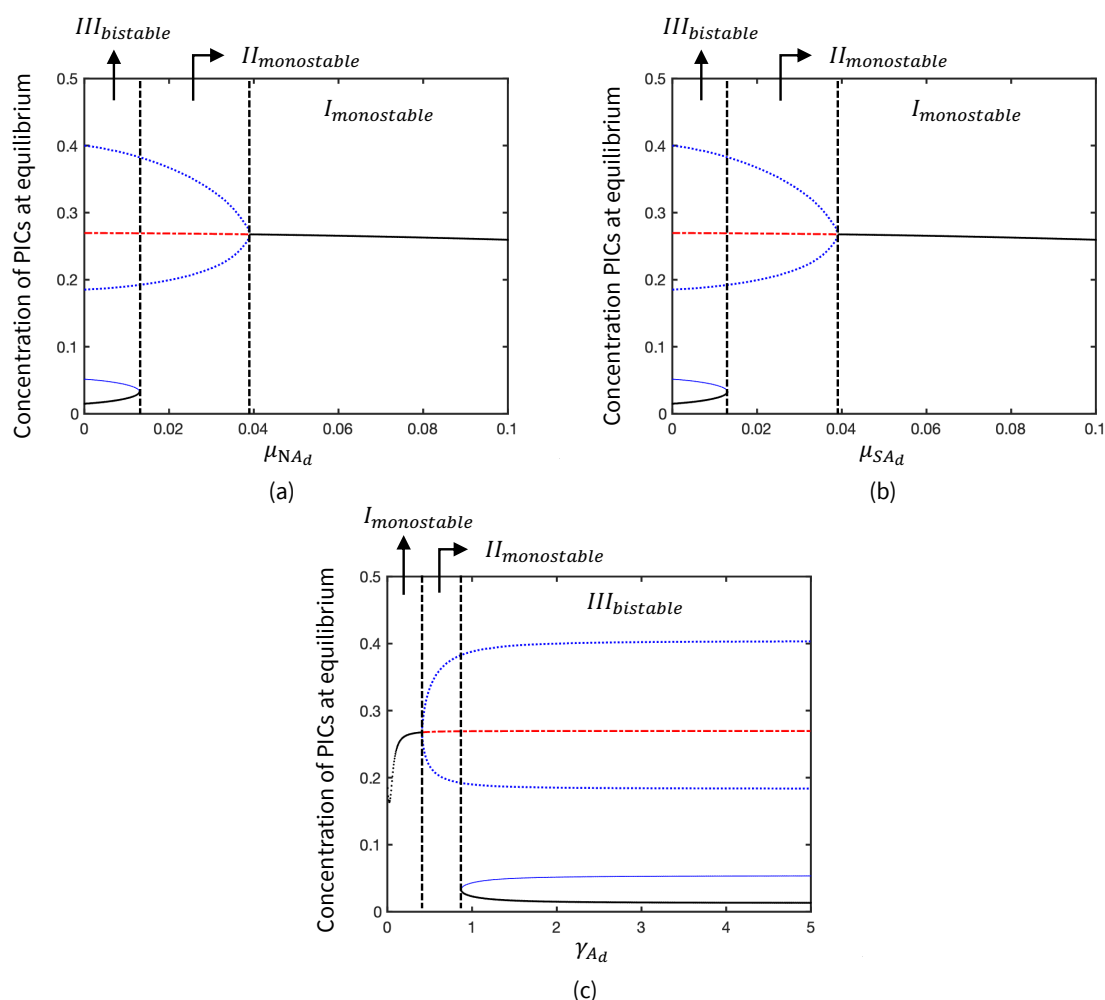 III_bistable
II_monostable
I_monostable
Concentration of PICs at equilibrium
0.5
0.4
0.3
0.2
0.1
0
0 0.02 0.04 0.06 0.08 0.1
μ_NA_d
(a)
III_bistable
II_monostable
I_monostable
Concentration PICs at equilibrium
0.5
0.4
0.3
0.2
0.1
0
0 0.02 0.04 0.06 0.08 0.1
μ_SA_d
(b)
I_monostable
II_monostable
III_bistable
Concentration of PICs at equilibrium
0.5
0.4
0.3
0.2
0.1
0
0 1 2 3 4 5
γ_A_d
(c)